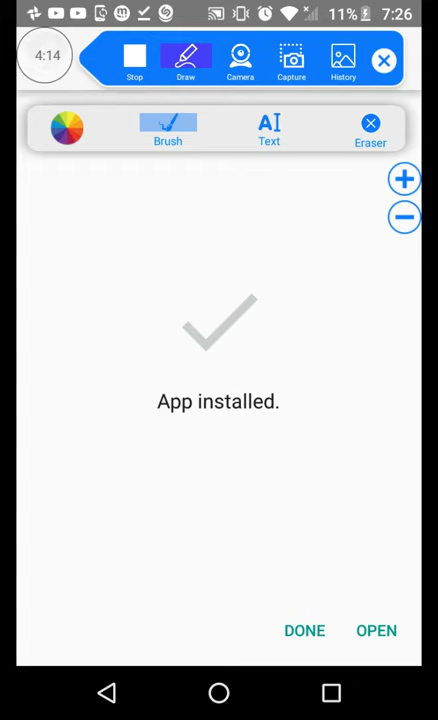 11% 7:26
4:14
Stop Draw Camera Capture History
Brush Text Eraser
App installed.
DONE OPEN